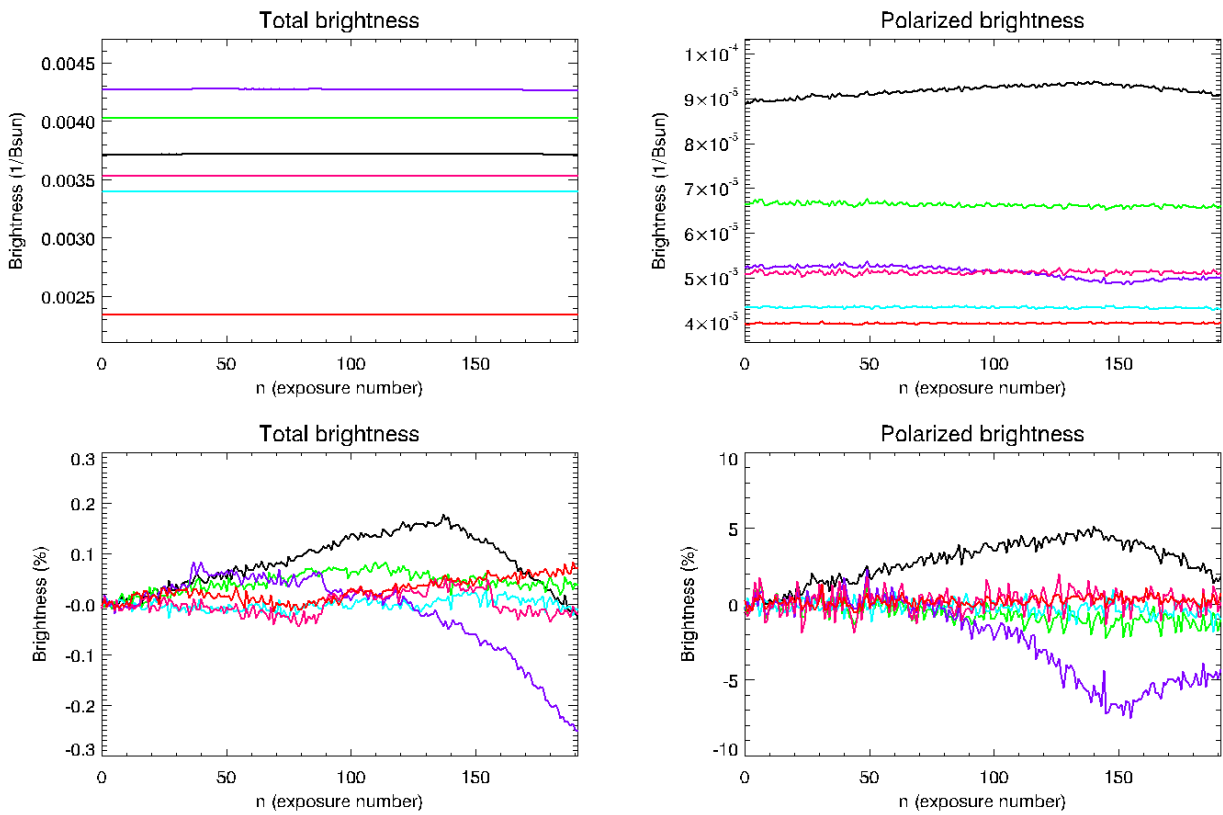 Total brightness
Brightness (1/Bsun)
0.0045
0.0040
0.0035
0.0030
0.0025
0 50 100 150
n (exposure number)
Polarized brightness
Brightness (1/Bsun)
1×10⁻⁴
9×10⁻⁵
8×10⁻⁵
7×10⁻⁵
6×10⁻⁵
5×10⁻⁵
4×10⁻⁵
0 50 100 150
n (exposure number)
Total brightness
Brightness (%)
0.3
0.2
0.1
-0.0
-0.1
-0.2
-0.3
0 50 100 150
n (exposure number)
Polarized brightness
Brightness (%)
10
5
0
-5
-10
0 50 100 150
n (exposure number)